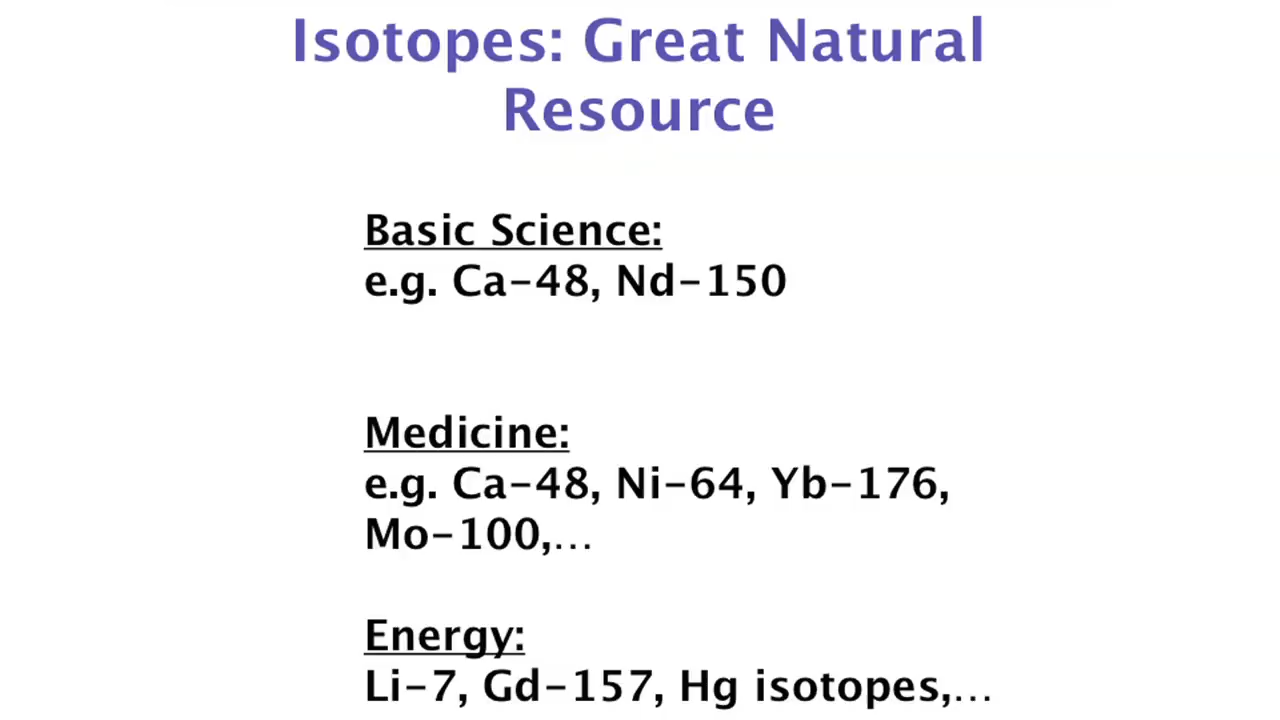 Isotopes: Great Natural
Resource
Basic Science:
e.g. Ca-48, Nd-150
Medicine:
e.g. Ca-48, Ni-64, Yb-176,
Mo-100,...
Energy:
Li-7, Gd-157, Hg isotopes,...